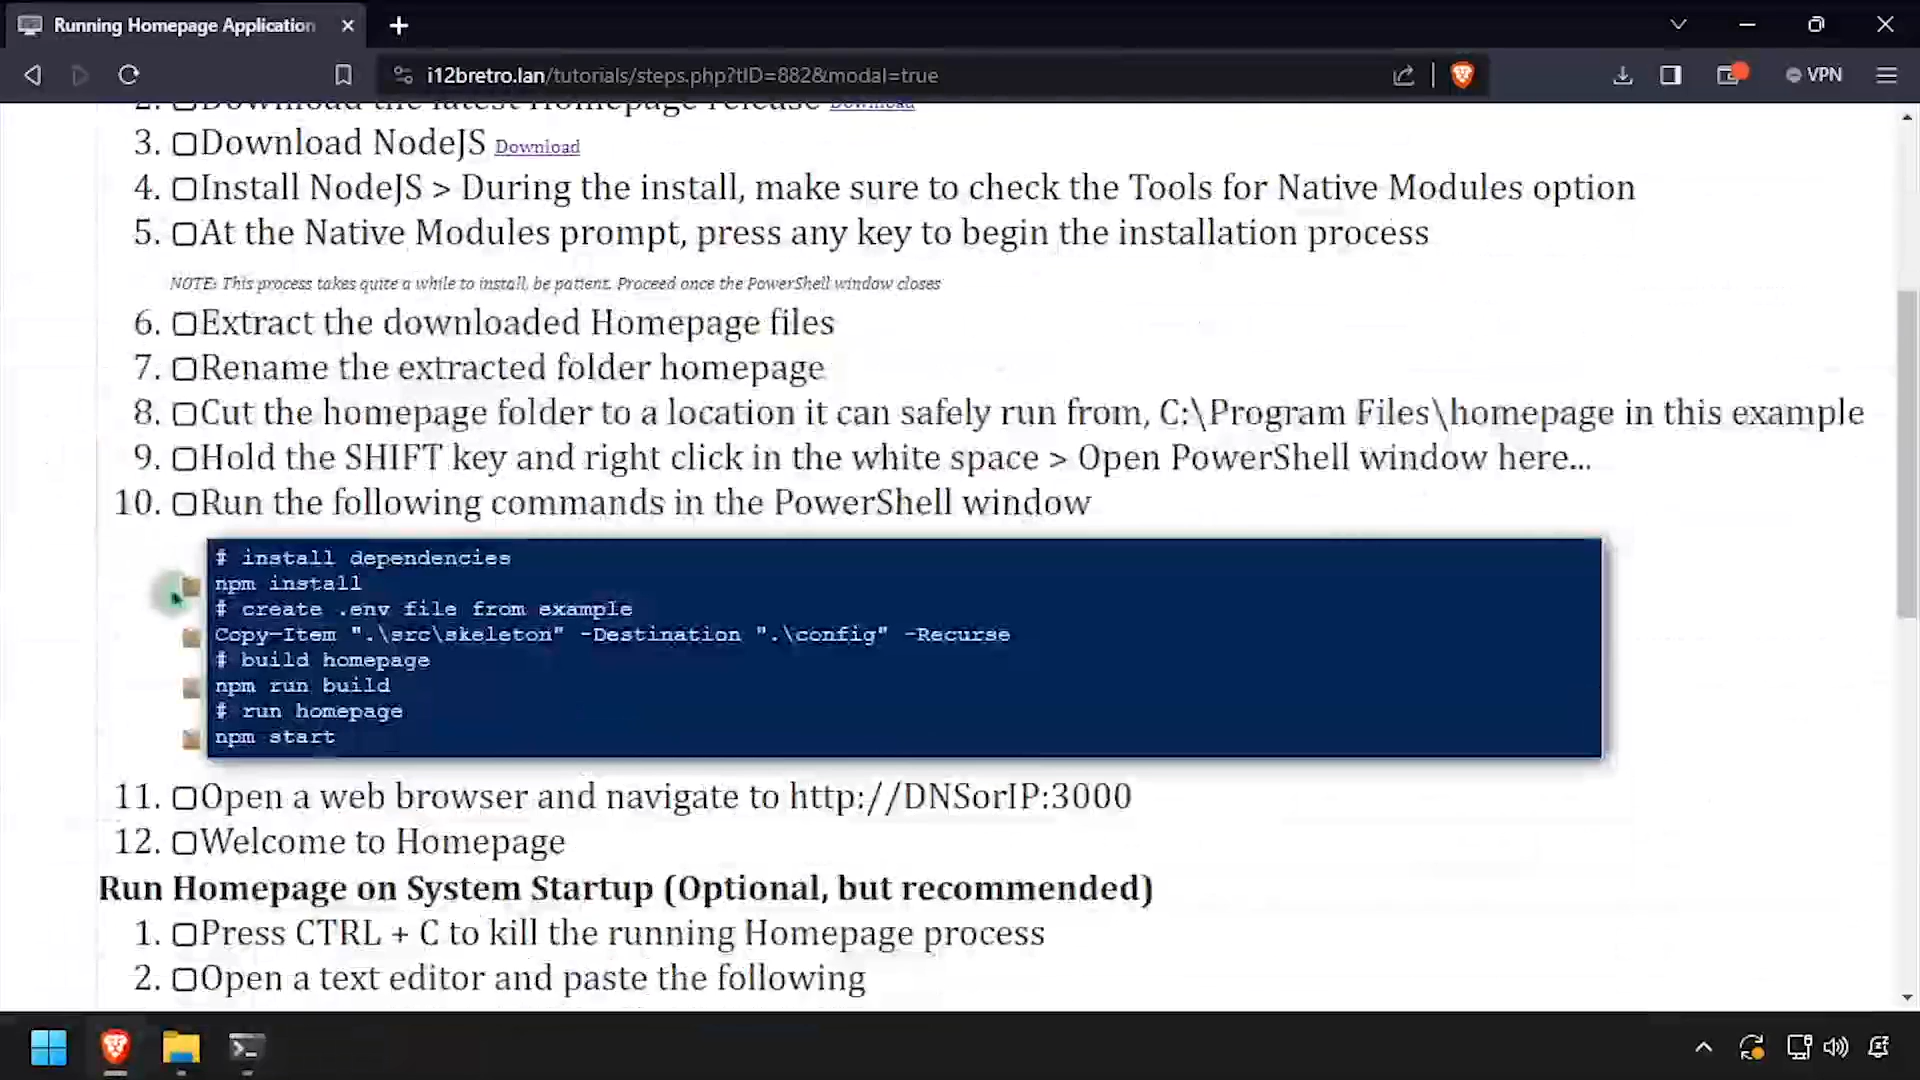 Running Homepage Application
i12bretro.lan/tutorials/steps.php?tID=882&modal=true
VPN
2. Download the latest Homepage release Download
3. Download NodeJS Download
4. Install NodeJS > During the install, make sure to check the Tools for Native Modules option
5. At the Native Modules prompt, press any key to begin the installation process
NOTE: This process takes quite a while to install, be patient. Proceed once the PowerShell window closes
6. Extract the downloaded Homepage files
7. Rename the extracted folder homepage
8. Cut the homepage folder to a location it can safely run from, C:\Program Files\homepage in this example
9. Hold the SHIFT key and right click in the white space > Open PowerShell window here...
10. Run the following commands in the PowerShell window
# install dependencies
npm install
# create .env file from example
Copy-Item ".\src\skeleton" -Destination ".\config" -Recurse
# build homepage
npm run build
# run homepage
npm start
11. Open a web browser and navigate to http://DNSorIP:3000
12. Welcome to Homepage
Run Homepage on System Startup (Optional, but recommended)
1. Press CTRL + C to kill the running Homepage process
2. Open a text editor and paste the following